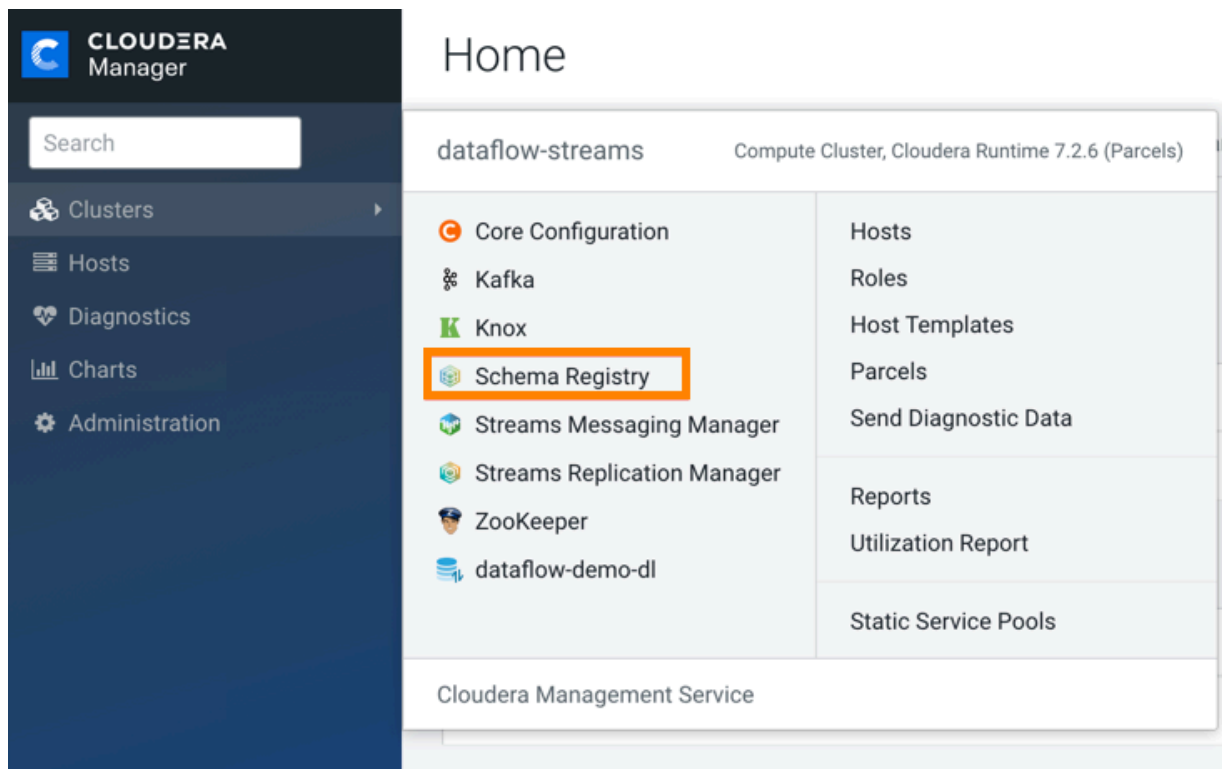 CLOUDERA
Manager
Home
Search
Clusters
Hosts
Diagnostics
Charts
Administration
dataflow-streams
Compute Cluster, Cloudera Runtime 7.2.6 (Parcels)
Core Configuration
Kafka
Knox
Schema Registry
Streams Messaging Manager
Streams Replication Manager
ZooKeeper
dataflow-demo-dl
Hosts
Roles
Host Templates
Parcels
Send Diagnostic Data
Reports
Utilization Report
Static Service Pools
Cloudera Management Service